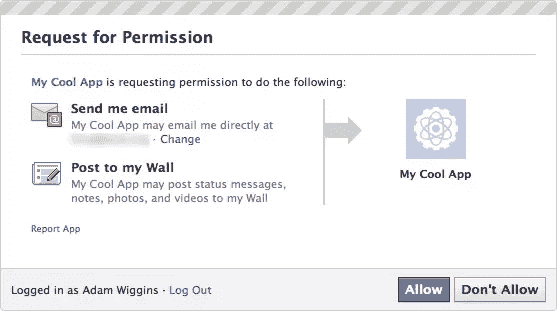 Request for Permission
My Cool App is requesting permission to do the following:
Send me email
My Cool App may email me directly at
· Change
Post to my Wall
My Cool App may post status messages,
notes, photos, and videos to my Wall
My Cool App
Report App
Logged in as Adam Wiggins · Log Out
Allow
Don't Allow